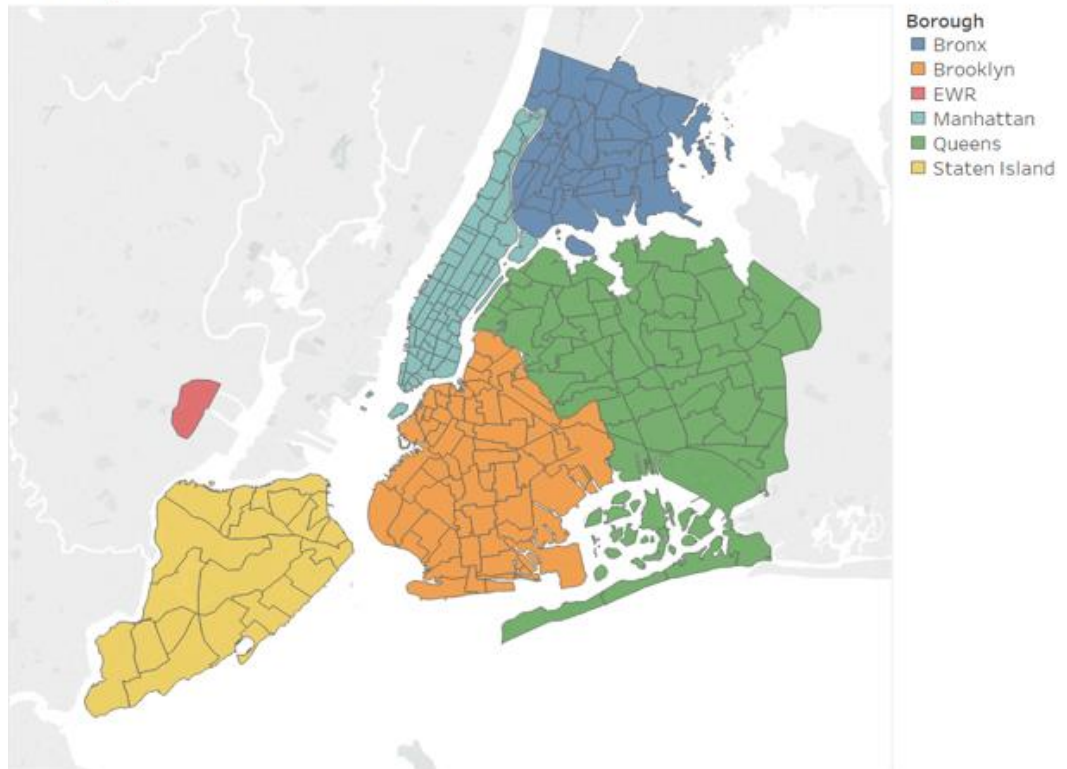 Borough
Bronx
Brooklyn
EWR
Manhattan
Queens
Staten Island